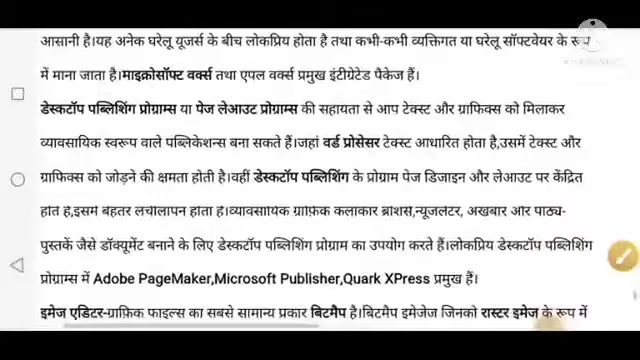 आसानी है।यह अनेक घरेलू यूजर्स के बीच लोकप्रिय होता है तथा कभी-कभी व्यक्तिगत या घरेलू सॉफ्टवेयर के रूप
में माना जाता है।माइक्रोसॉफ्ट वर्क्स तथा एपल वर्क्स प्रमुख इंटीग्रेटेड पैकेज हैं।
डेस्कटॉप पब्लिशिंग प्रोग्राम्स या पेज लेआउट प्रोग्राम्स की सहायता से आप टेक्स्ट और ग्राफिक्स को मिलाकर
व्यावसायिक स्वरूप वाले पब्लिकेशन्स बना सकते हैं।जहां वर्ड प्रोसेसर टेक्स्ट आधारित होता है,उसमें टेक्स्ट और
ग्राफिक्स को जोड़ने की क्षमता होती है।वहीं डेस्कटॉप पब्लिशिंग के प्रोग्राम पेज डिजाइन और लेआउट पर केंद्रित
होते है,इसमें बेहतर लचीलापन होता है।व्यावसायिक ग्राफ़िक कलाकार ब्रोशर्स,न्यूजलेटर, अखबार और पाठ्य-
पुस्तकें जैसे डॉक्यूमेंट बनाने के लिए डेस्कटॉप पब्लिशिंग प्रोग्राम का उपयोग करते हैं।लोकप्रिय डेस्कटॉप पब्लिशिंग
प्रोग्राम्स में Adobe PageMaker,Microsoft Publisher,Quark XPress प्रमुख हैं।
इमेज एडिटर-ग्राफ़िक फाइल्स का सबसे सामान्य प्रकार बिटमैप है।बिटमैप इमेजेज जिनको रास्टर इमेज के रूप में